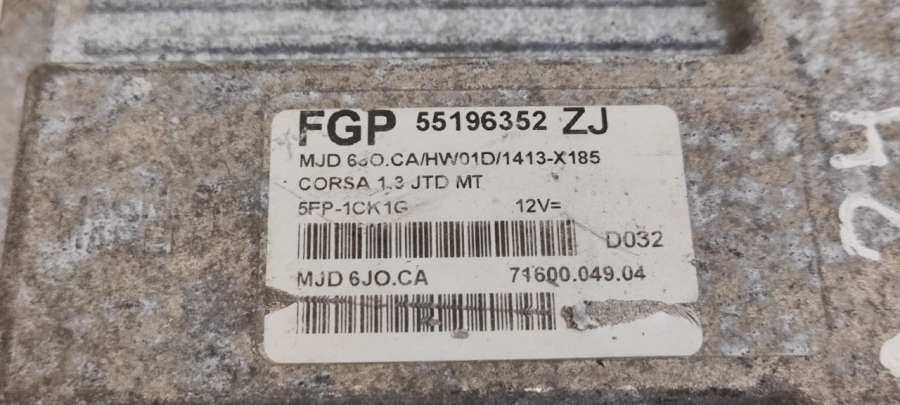 FGP 55196352 ZJ
MJD 6JO.CA/HW01D/1413-X185
CORSA 1.3 JTD MT
5FP-1CK1G 12V=
D032
MJD 6JO.CA 71600.049.04